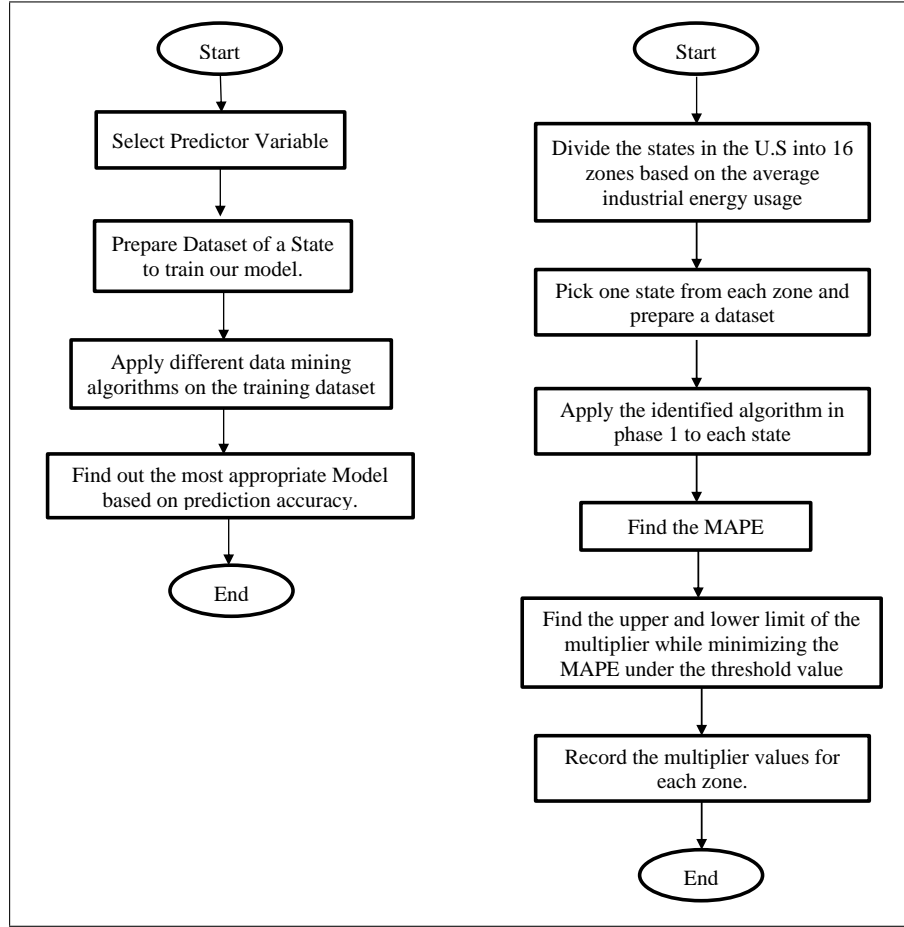 Start
Select Predictor Variable
Prepare Dataset of a State
to train our model.
Apply different data mining
algorithms on the training dataset
Find out the most appropriate Model
based on prediction accuracy.
End
Start
Divide the states in the U.S into 16
zones based on the average
industrial energy usage
Pick one state from each zone and
prepare a dataset
Apply the identified algorithm in
phase 1 to each state
Find the MAPE
Find the upper and lower limit of the
multiplier while minimizing the
MAPE under the threshold value
Record the multiplier values for
each zone.
End